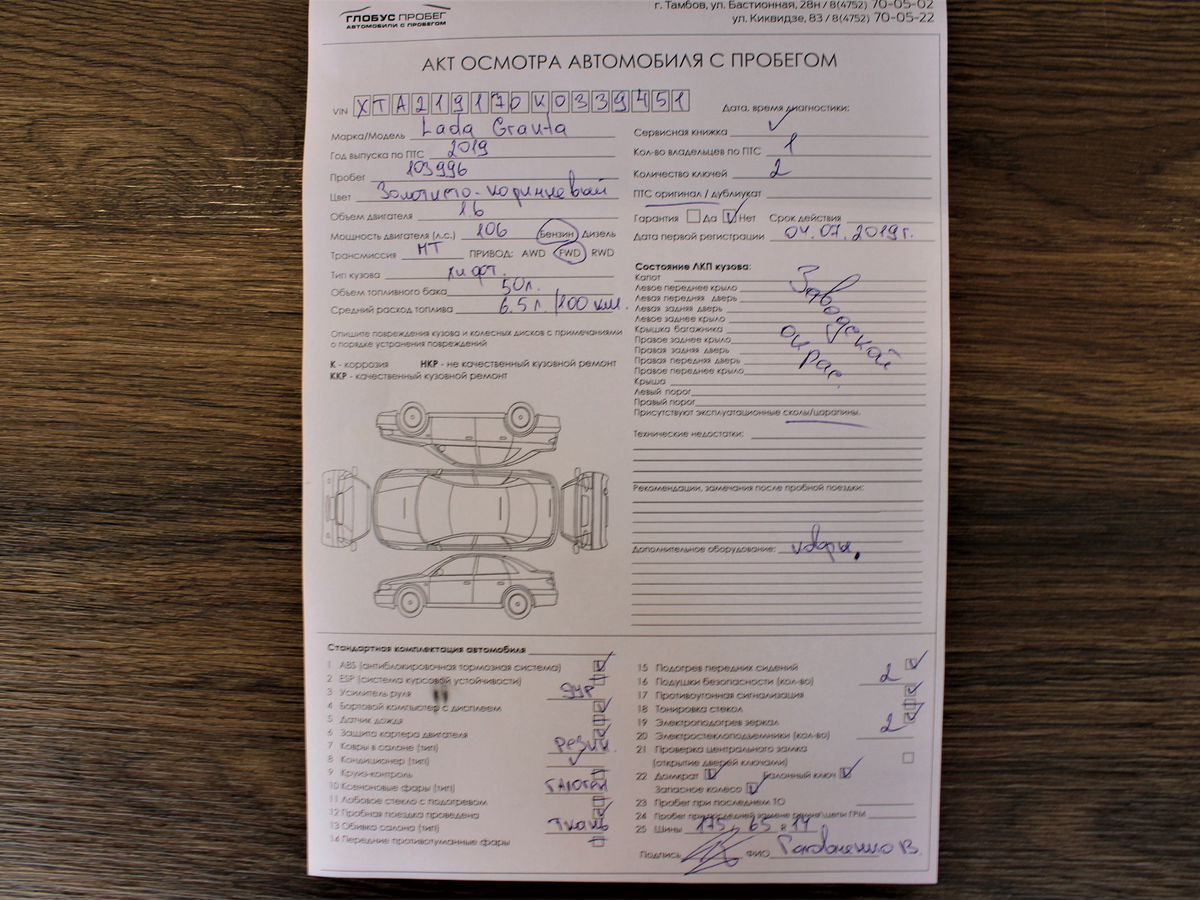 ГЛОБУС ПРОБЕГ
АВТОМОБИЛИ С ПРОБЕГОМ
г. Тамбов, ул. Бастионная, 28н / 8(4752) 70-05-02
ул. Киквидзе, 83 / 8(4752) 70-05-22
АКТ ОСМОТРА АВТОМОБИЛЯ С ПРОБЕГОМ
VIN XTA219170K0339451
Дата, время диагностики:
Марка/Модель Lada Granta
Год выпуска по ПТС 2019
Пробег 103996
Цвет Золотисто-коричневый
Объем двигателя 1.6
Мощность двигателя (л.с.) 106 Бензин Дизель
Трансмиссия МТ ПРИВОД: AWD FWD RWD
Тип кузова лифт.
Объем топливного бака 50л.
Средний расход топлива 6.5 л. /100 км.
Опишите повреждения кузова и колесных дисков с примечаниями
о порядке устранения повреждений
К - коррозия НКР - не качественный кузовной ремонт
ККР - качественный кузовной ремонт
Сервисная книжка
Кол-во владельцев по ПТС 1
Количество ключей 2
ПТС оригинал / дубликат
Гарантия Да Нет Срок действия
Дата первой регистрации 04.07.2019г.
Состояние ЛКП кузова:
Капот
Левое переднее крыло
Левая передняя дверь
Левая задняя дверь
Левое заднее крыло
Крышка багажника
Правое заднее крыло
Правая задняя дверь
Правая передняя дверь
Правое переднее крыло
Крыша
Левый порог
Правый порог
Заводской
окрас.
Присутствуют эксплуатационные сколы/царапины.
Технические недостатки:
Рекомендации, замечания после пробной поездки:
Дополнительное оборудование: ковры.
Стандартная комплектация автомобиля
1 ABS (антиблокировочная тормозная система)
2 ESP (система курсовой устойчивости)
3 Усилитель руля ЭУР
4 Бортовой компьютер с дисплеем
5 Датчик дождя
6 Защита картера двигателя
7 Ковры в салоне (тип) Резин.
8 Кондиционер (тип)
9 Круиз-контроль
10 Ксеноновые фары (тип) Галоген
11 Лобовое стекло с подогревом
12 Пробная поездка проведена
13 Обивка салона (тип) Ткань
14 Передние противотуманные фары
15 Подогрев передних сидений
16 Подушки безопасности (кол-во) 2
17 Противоугонная сигнализация
18 Тонировка стекол
19 Электроподогрев зеркал
20 Электростеклоподъемники (кол-во) 2
21 Проверка центрального замка
(открытие дверей ключами)
22 Домкрат Балонный ключ
Запасное колесо
23 Пробег при последнем ТО
24 Пробег при последней замене ремня/цепи ГРМ
25 Шины 175 65 14
Подпись ФИО Головоненко В.